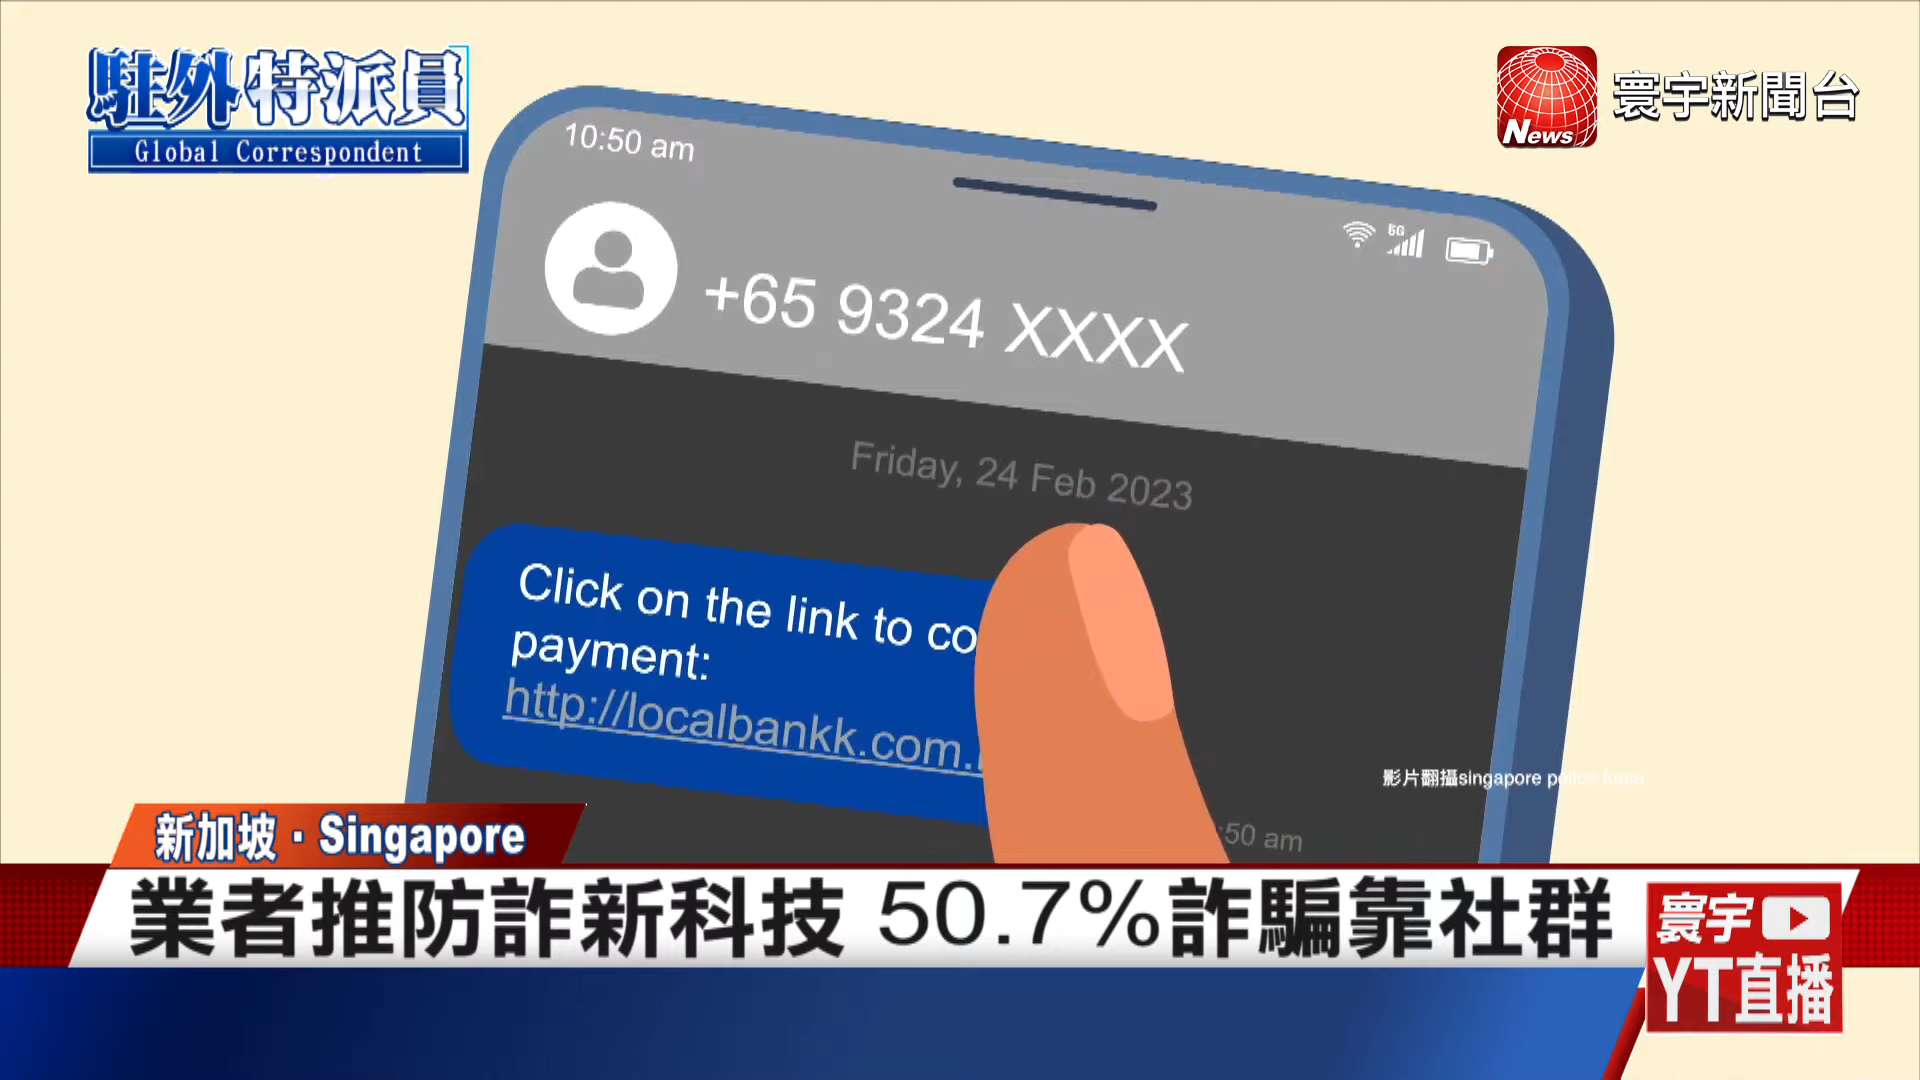 駐外特派員
Global Correspondent
News
寰宇新聞台
10:50 am
5G
+65 9324 XXXX
Friday, 24 Feb 2023
Click on the link to co
payment:
http://localbankk.com.
:50 am
影片翻攝singapore police force
新加坡·Singapore
業者推防詐新科技 50.7%詐騙靠社群
寰宇
YT直播